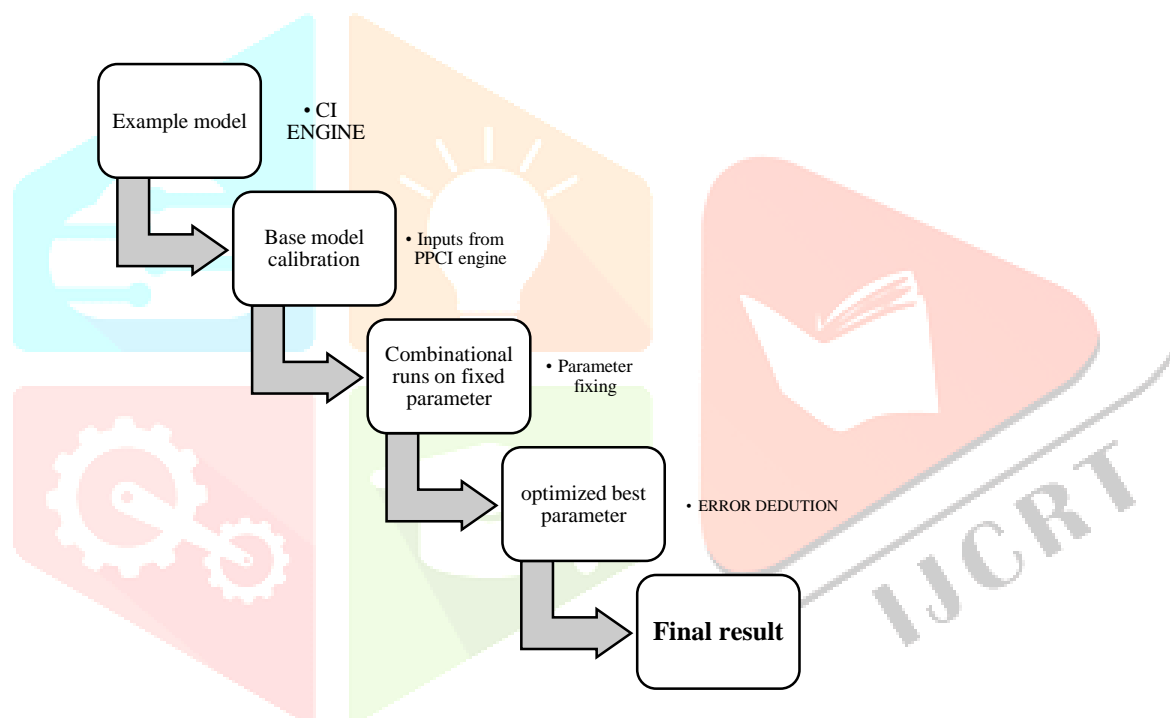 Example model
• CI
ENGINE
Base model
calibration
• Inputs from
PPCI engine
Combinational
runs on fixed
parameter
• Parameter
fixing
optimized best
parameter
• ERROR DEDUTION
Final result
IJCRT